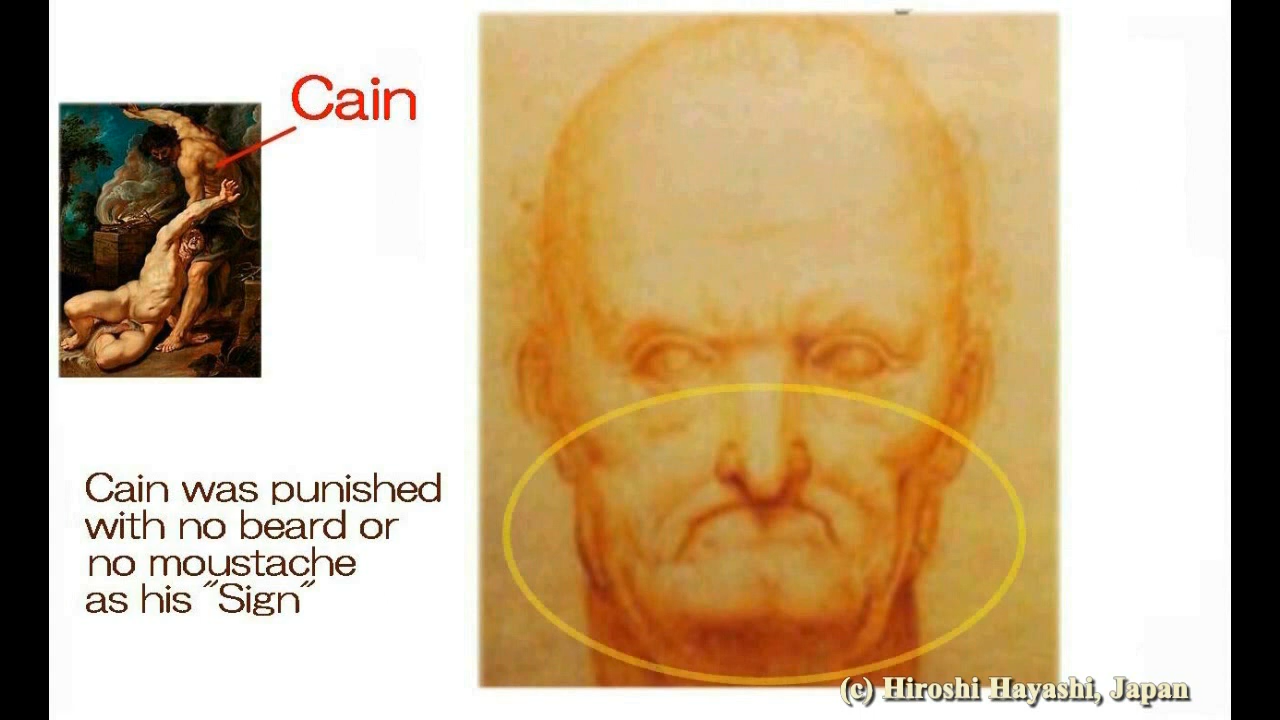 Cain
Cain was punished
with no beard or
no moustache
as his "Sign"
(c) Hiroshi Hayashi, Japan